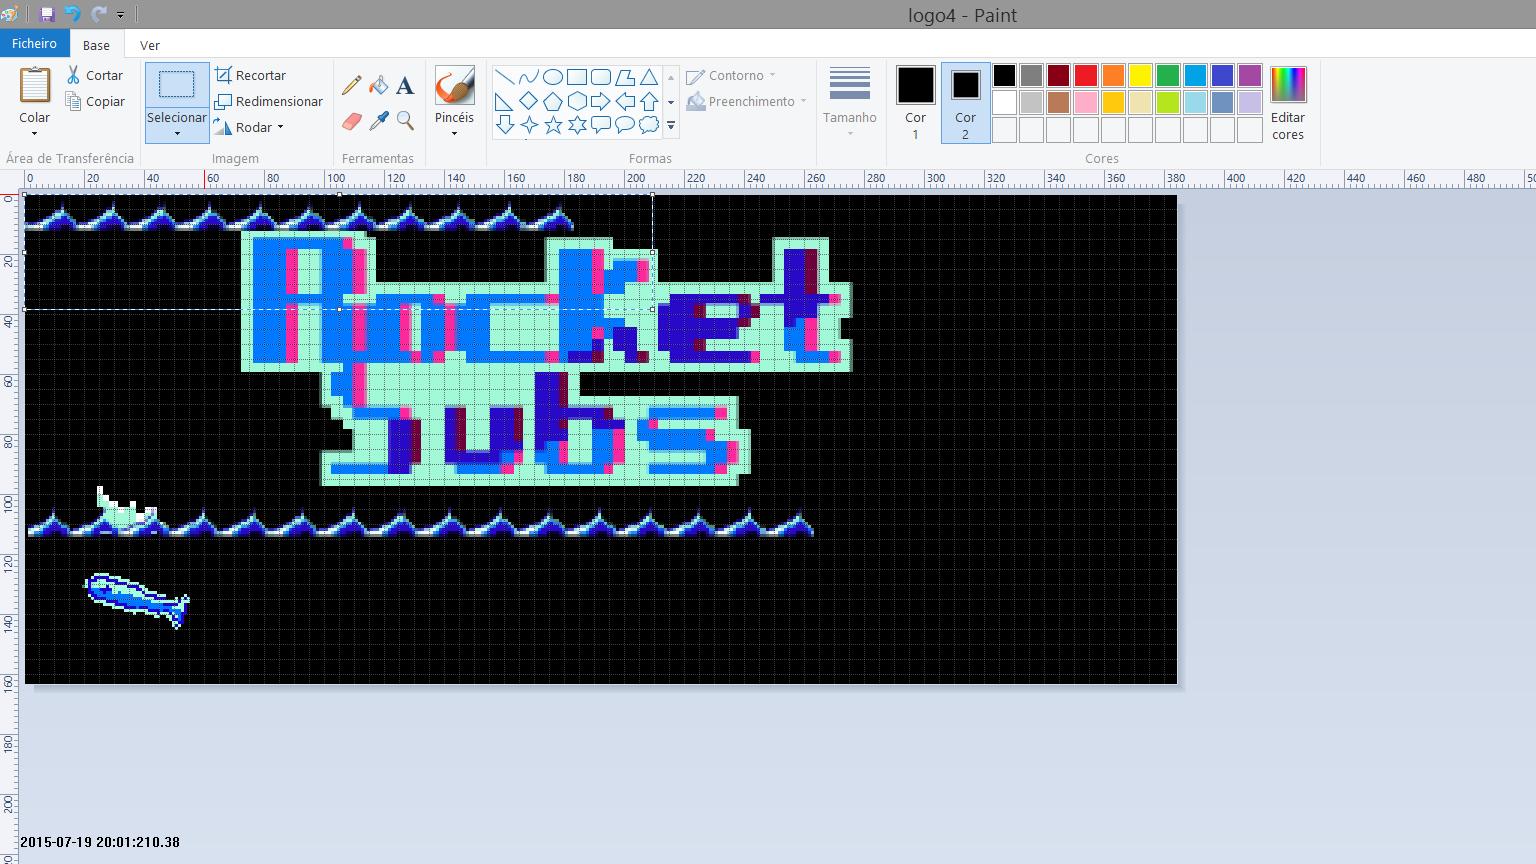 logo4 - Paint
Ficheiro Base Ver
Colar
Cortar
Copiar
Área de Transferência
Selecionar
Recortar
Redimensionar
Rodar
Imagem
A
Ferramentas
Pincéis
Formas
Contorno
Preenchimento
Tamanho
Cor
1
Cor
2
Editar
cores
Cores
0 20 40 60 80 100 120 140 160 180 200 220 240 260 280 300 320 340 360 380 400 420 440 460 480
0
20
40
60
80
100
120
140
160
180
200
Rocket
Subs
2015-07-19 20:01:210.38